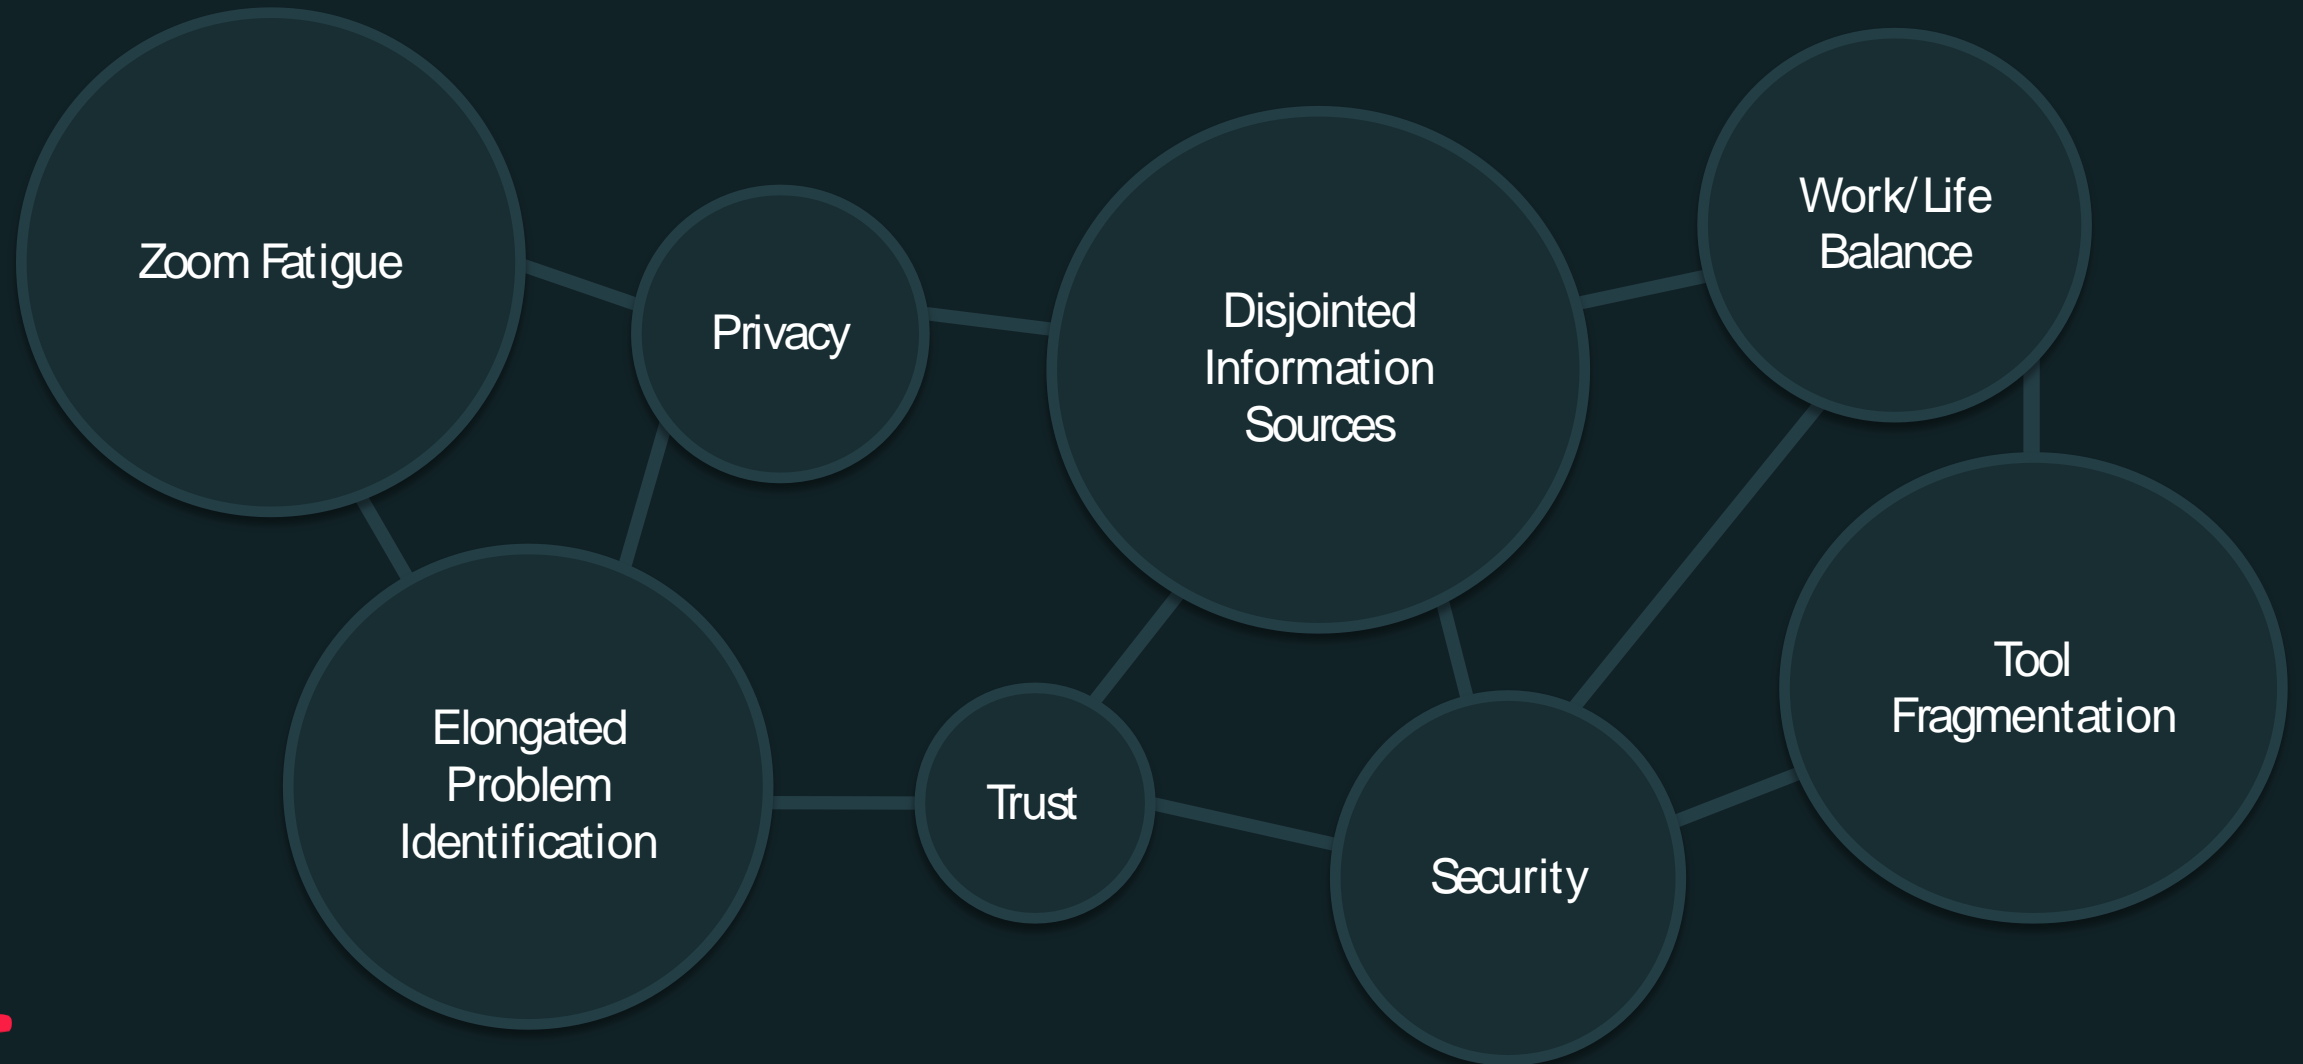 Zoom Fatigue
Privacy
Disjointed
Information
Sources
Work/Life
Balance
Elongated
Problem
Identification
Trust
Security
Tool
Fragmentation